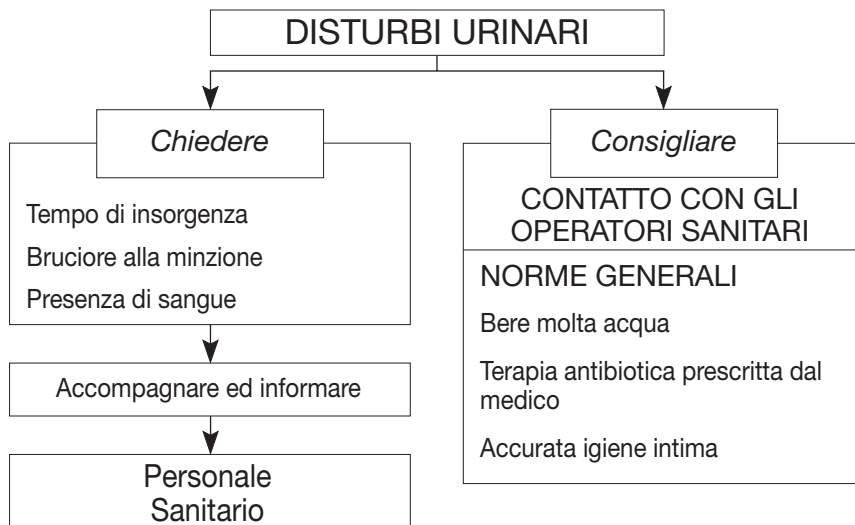 DISTURBI URINARI
Chiedere
Tempo di insorgenza
Bruciore alla minzione
Presenza di sangue
Accompagnare ed informare
Personale
Sanitario
Consigliare
CONTATTO CON GLI
OPERATORI SANITARI
NORME GENERALI
Bere molta acqua
Terapia antibiotica prescritta dal
medico
Accurata igiene intima